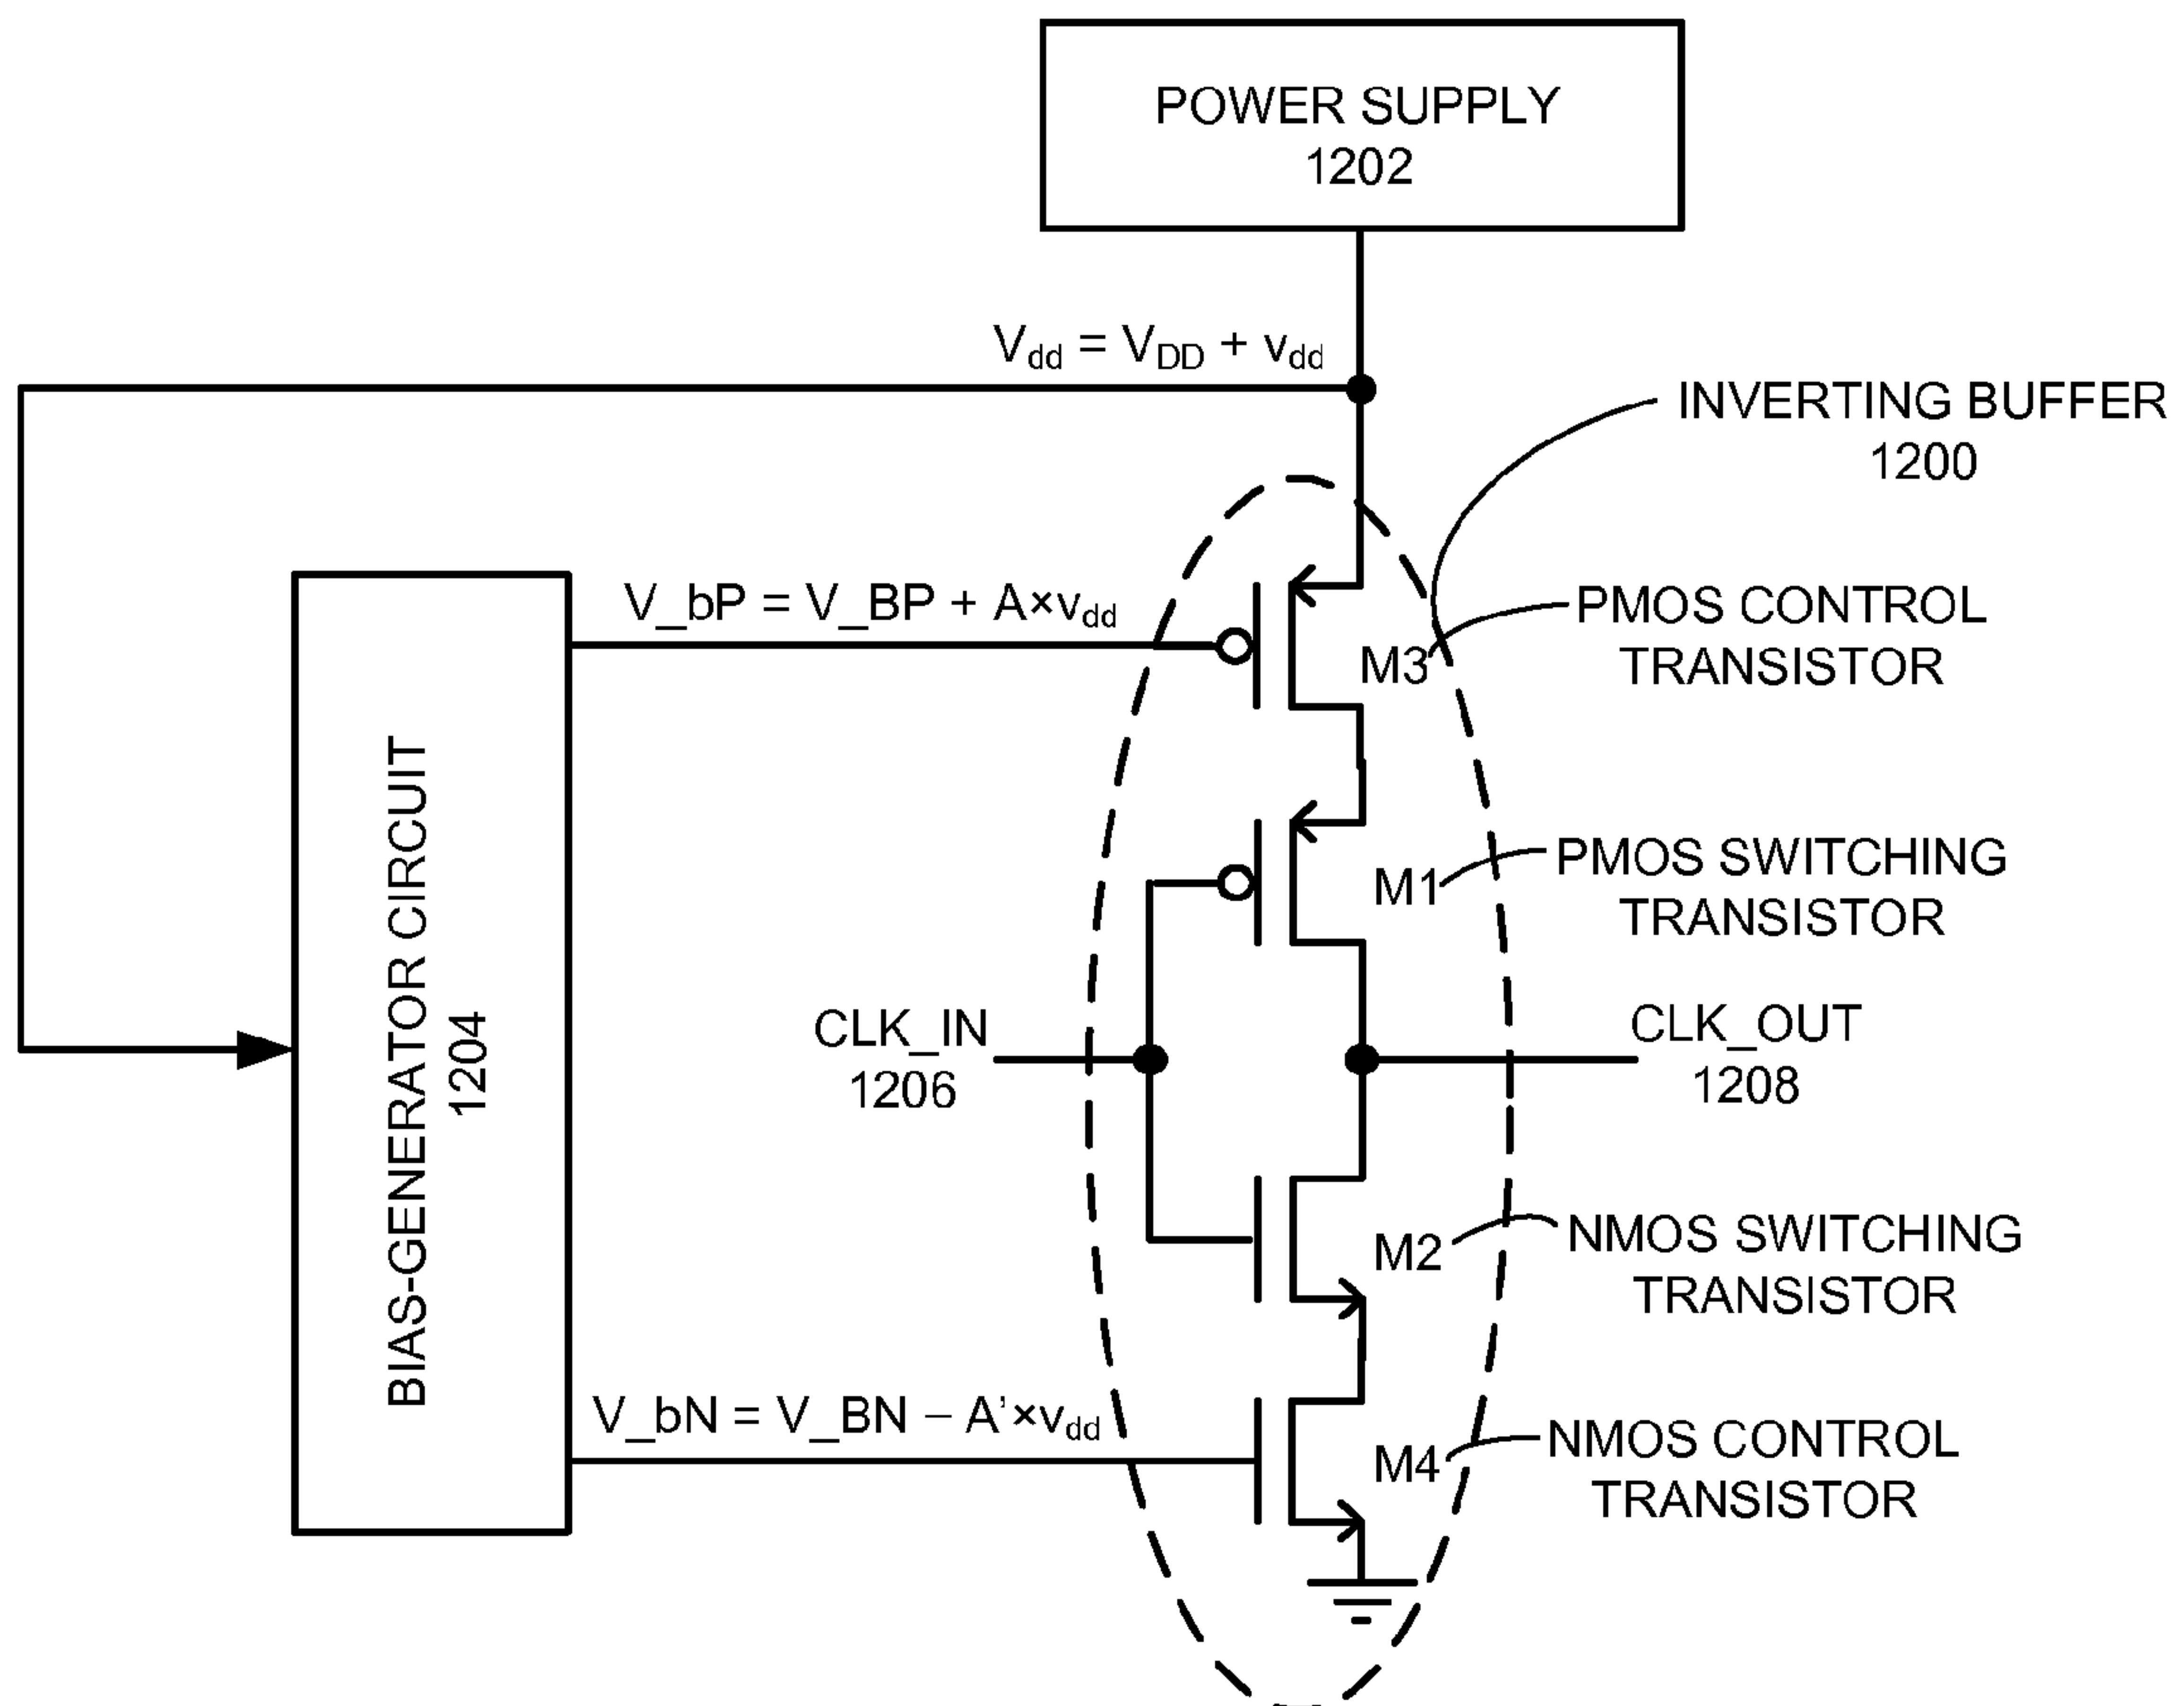 POWER SUPPLY
1202
Vdd = VDD + vdd
INVERTING BUFFER
1200
V_bP = V_BP + A×vdd
M3
PMOS CONTROL
TRANSISTOR
BIAS-GENERATOR CIRCUIT
1204
M1
PMOS SWITCHING
TRANSISTOR
CLK_IN
1206
CLK_OUT
1208
M2
NMOS SWITCHING
TRANSISTOR
V_bN = V_BN – A'×vdd
M4
NMOS CONTROL
TRANSISTOR